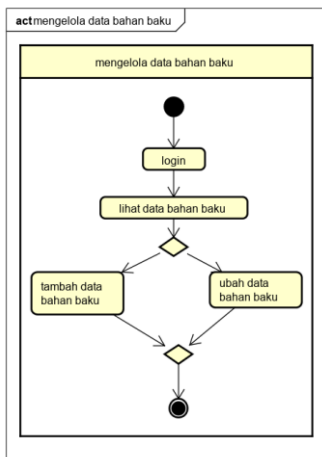 act mengelola data bahan baku
mengelola data bahan baku
login
lihat data bahan baku
tambah data
bahan baku
ubah data
bahan baku